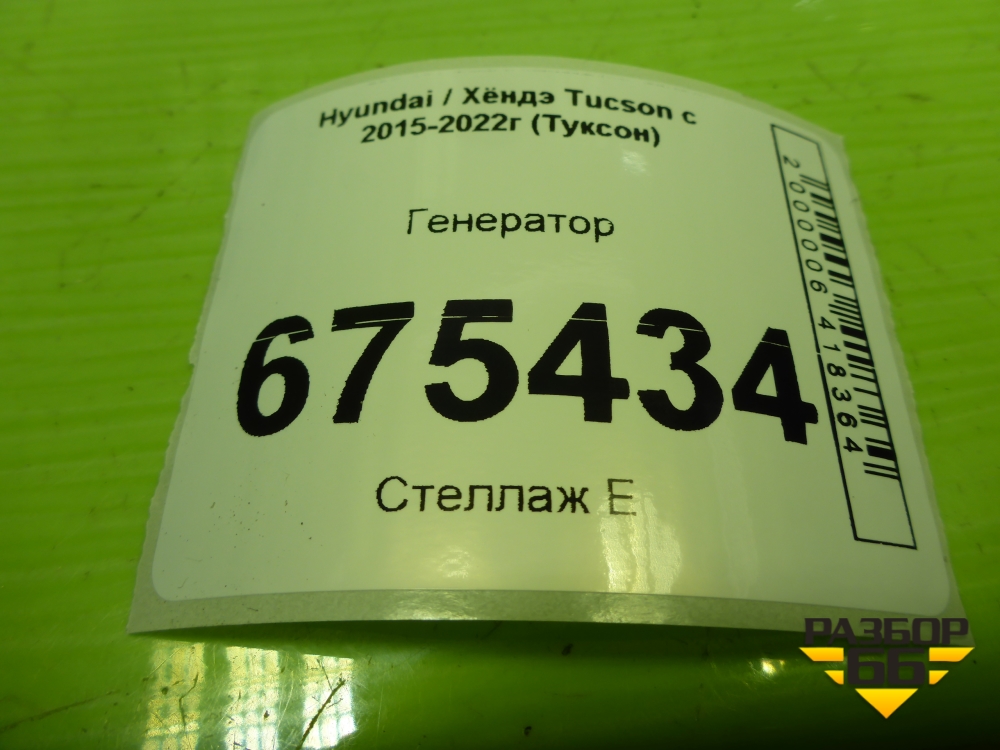 Hyundai / Хёндэ Tucson с
2015-2022г (Туксон)
Генератор
675434
Стеллаж Е
2000006418364
РАЗБОР
66